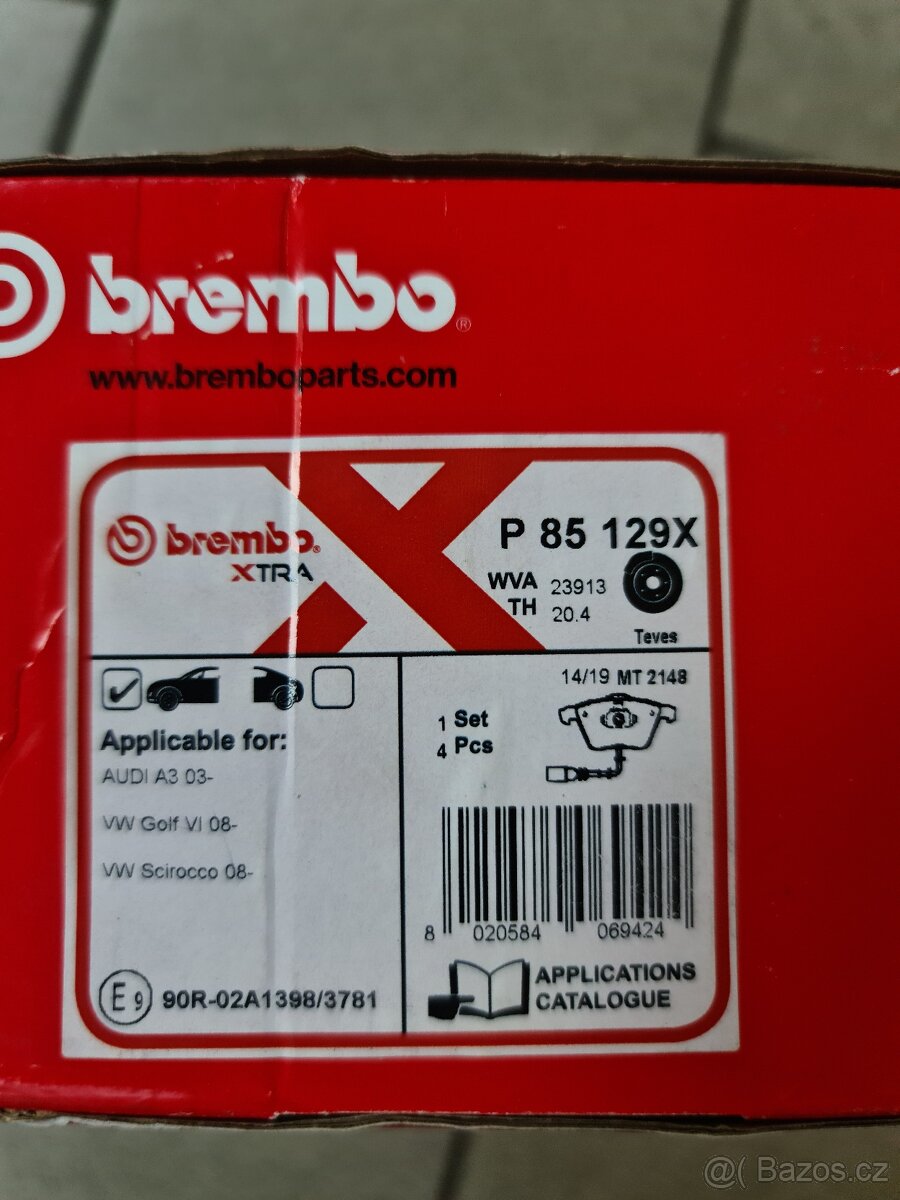 brembo®
www.bremboparts.com
brembo®
XTRA
P 85 129X
WVA 23913
TH 20.4
Teves
14/19 MT 2148
1 Set
4 Pcs
Applicable for:
AUDI A3 03-
VW Golf VI 08-
VW Scirocco 08-
8 020584 069424
E9 90R-02A1398/3781
APPLICATIONS
CATALOGUE
@( Bazos.cz